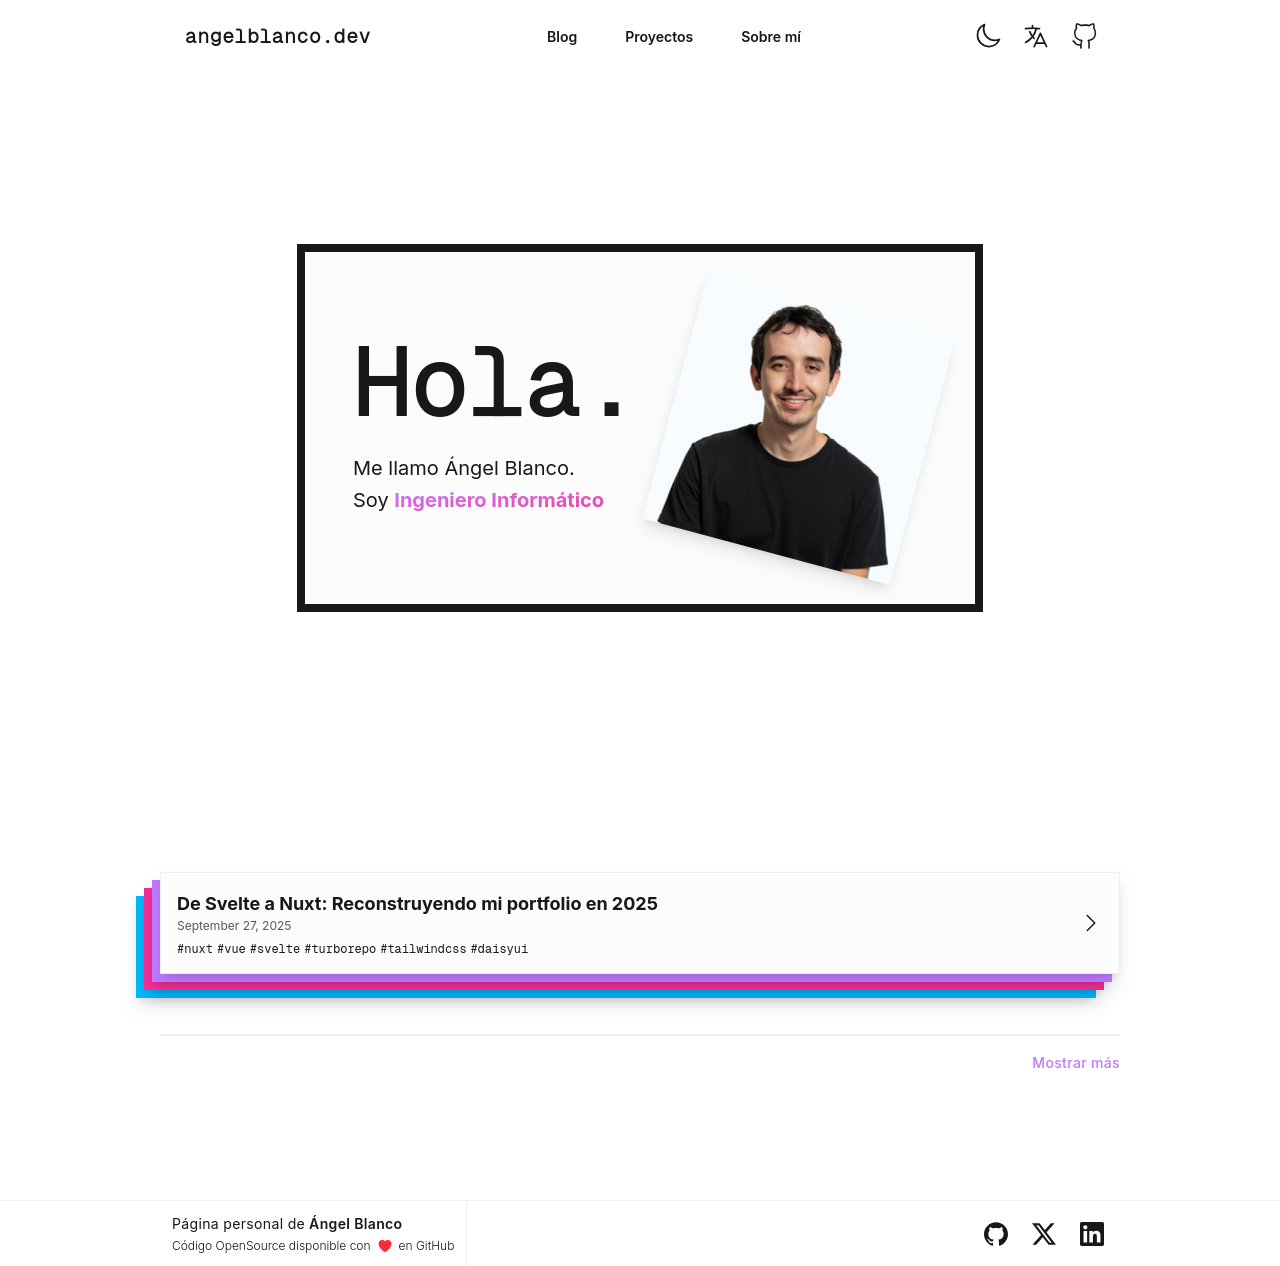 angelblanco.dev
Blog
Proyectos
Sobre mí
Hola.
Me llamo Ángel Blanco.
Soy Ingeniero Informático
De Svelte a Nuxt: Reconstruyendo mi portfolio en 2025
September 27, 2025
#nuxt #vue #svelte #turborepo #tailwindcss #daisyui
Mostrar más
Página personal de Ángel Blanco
Código OpenSource disponible con ♥ en GitHub